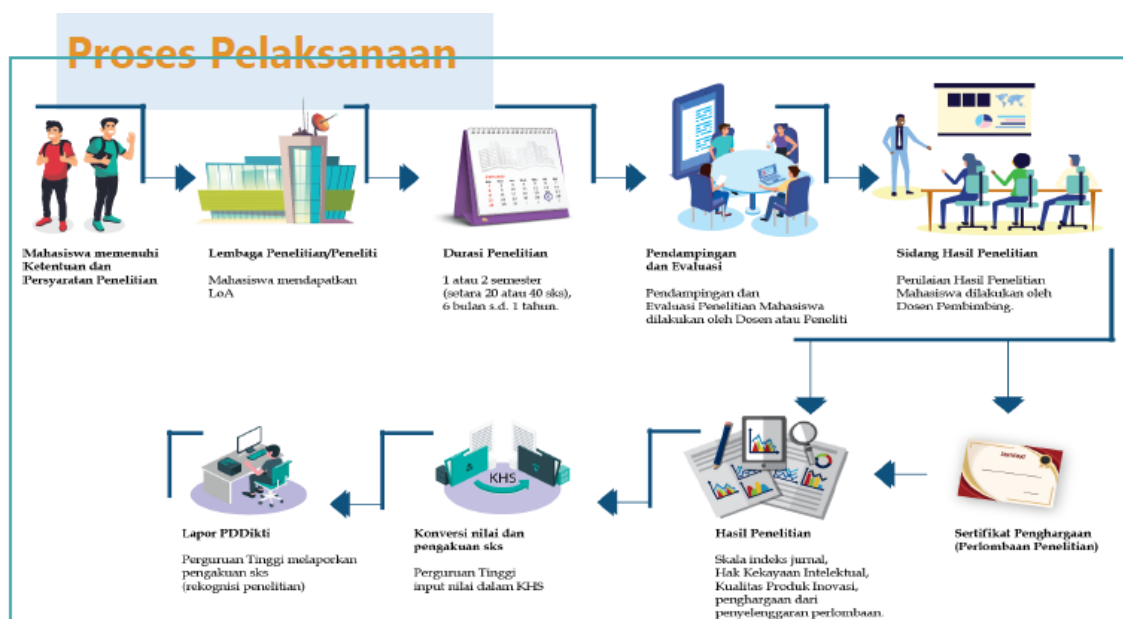 Proses Pelaksanaan
Mahasiswa memenuhi
Ketentuan dan
Persyaratan Penelitian
Lembaga Penelitian/Peneliti
Mahasiswa mendapatkan
LoA
Durasi Penelitian
1 atau 2 semester
(setara 20 atau 40 sks),
6 bulan s.d. 1 tahun.
Pendampingan
dan Evaluasi
Pendampingan dan
Evaluasi Penelitian Mahasiswa
dilakukan oleh Dosen atau Peneliti
Sidang Hasil Penelitian
Penilaian Hasil Penelitian
Mahasiswa dilakukan oleh
Dosen Pembimbing.
Sertifikat Penghargaan
(Perlombaan Penelitian)
Hasil Penelitian
Skala indeks jurnal,
Hak Kekayaan Intelektual,
Kualitas Produk Inovasi,
penghargaan dari
penyelenggaran perlombaan.
KHS
Konversi nilai dan
pengakuan sks
Perguruan Tinggi
input nilai dalam KHS
Lapor PDDikti
Perguruan Tinggi melaporkan
pengakuan sks
(rekognisi penelitian)